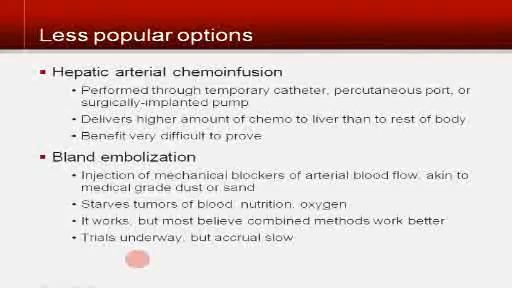 Less popular options
Hepatic arterial chemoinfusion
Performed through temporary catheter, percutaneous port, or
surgically-implanted pump
Delivers higher amount of chemo to liver than to rest of body
Benefit very difficult to prove
Bland embolization
Injection of mechanical blockers of arterial blood flow, akin to
medical grade dust or sand
Starves tumors of blood, nutrition, oxygen
It works, but most believe combined methods work better
Trials underway, but accrual slow